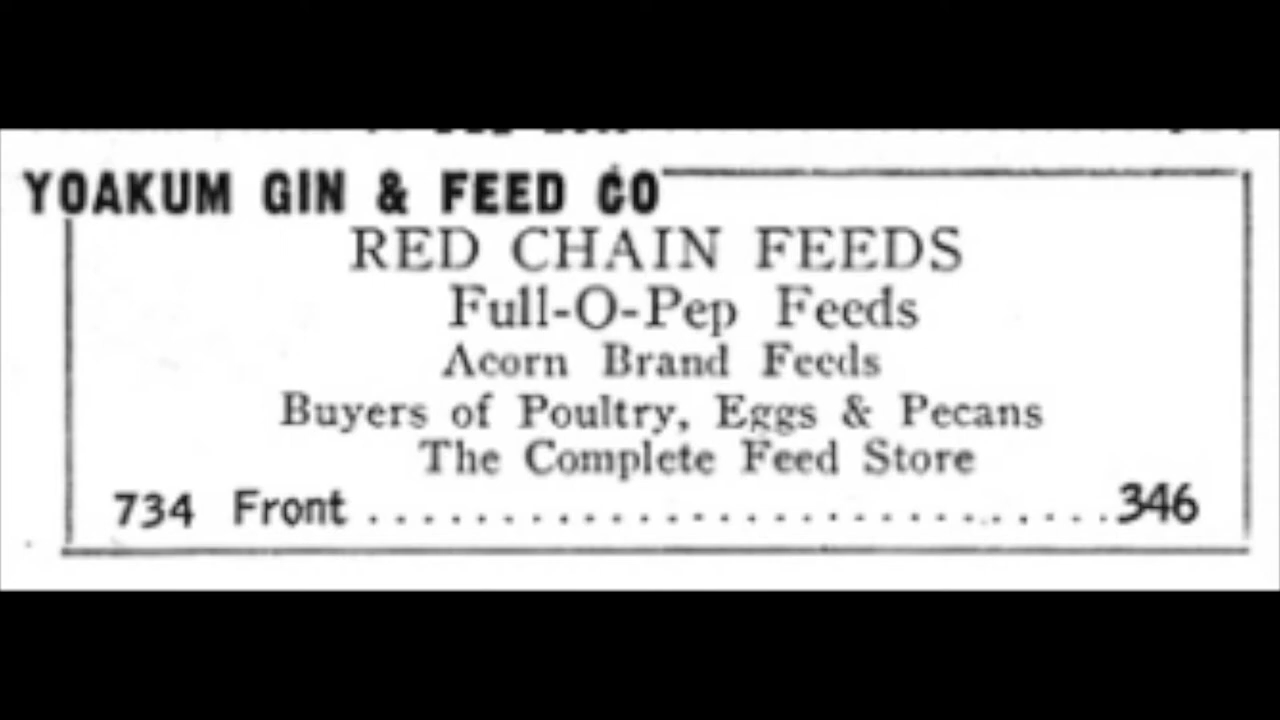 YOAKUM GIN & FEED CO
RED CHAIN FEEDS
Full-O-Pep Feeds
Acorn Brand Feeds
Buyers of Poultry, Eggs & Pecans
The Complete Feed Store
734 Front ............................ 346